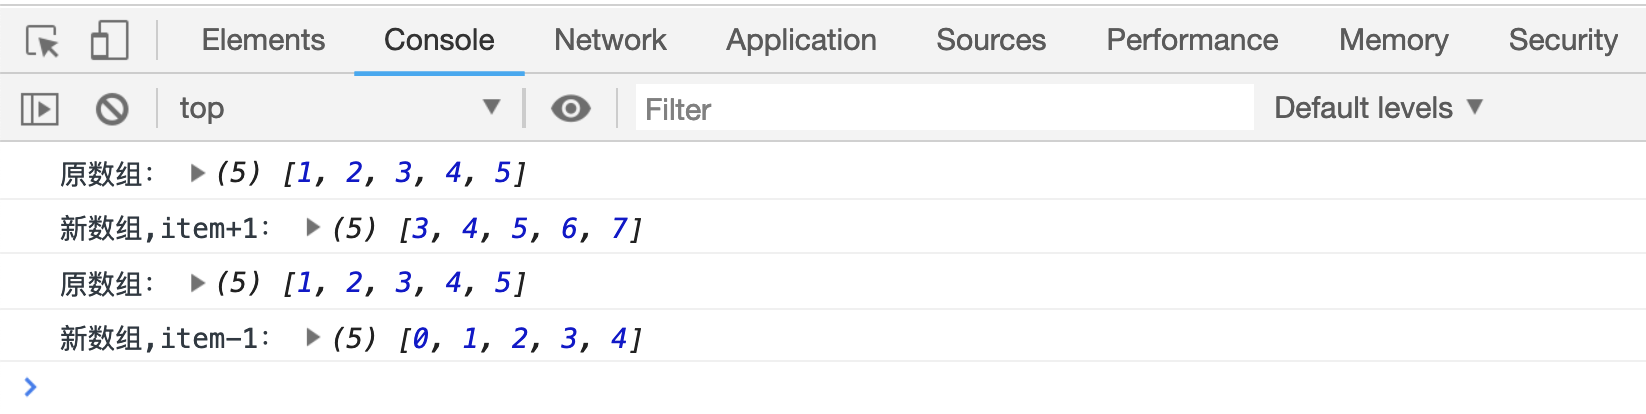 Elements Console Network Application Sources Performance Memory Security
top Filter Default levels
原数组： (5) [1, 2, 3, 4, 5]
新数组,item+1： (5) [3, 4, 5, 6, 7]
原数组： (5) [1, 2, 3, 4, 5]
新数组,item-1： (5) [0, 1, 2, 3, 4]